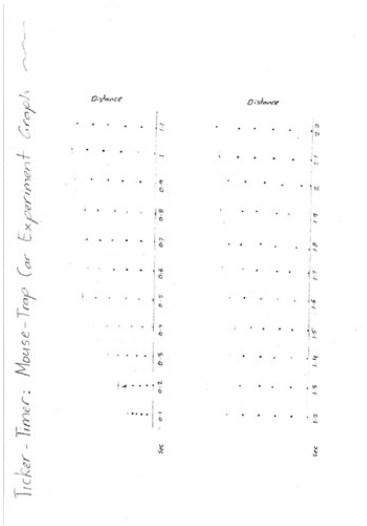 Ticker-Timer: Mouse-Trap Car Experiment Graph
Distance
Sec 0.1 0.2 0.3 0.4 0.5 0.6 0.7 0.8 0.9 1 1.1
Distance
Sec 1.2 1.3 1.4 1.5 1.6 1.7 1.8 1.9 2 2.1 2.2